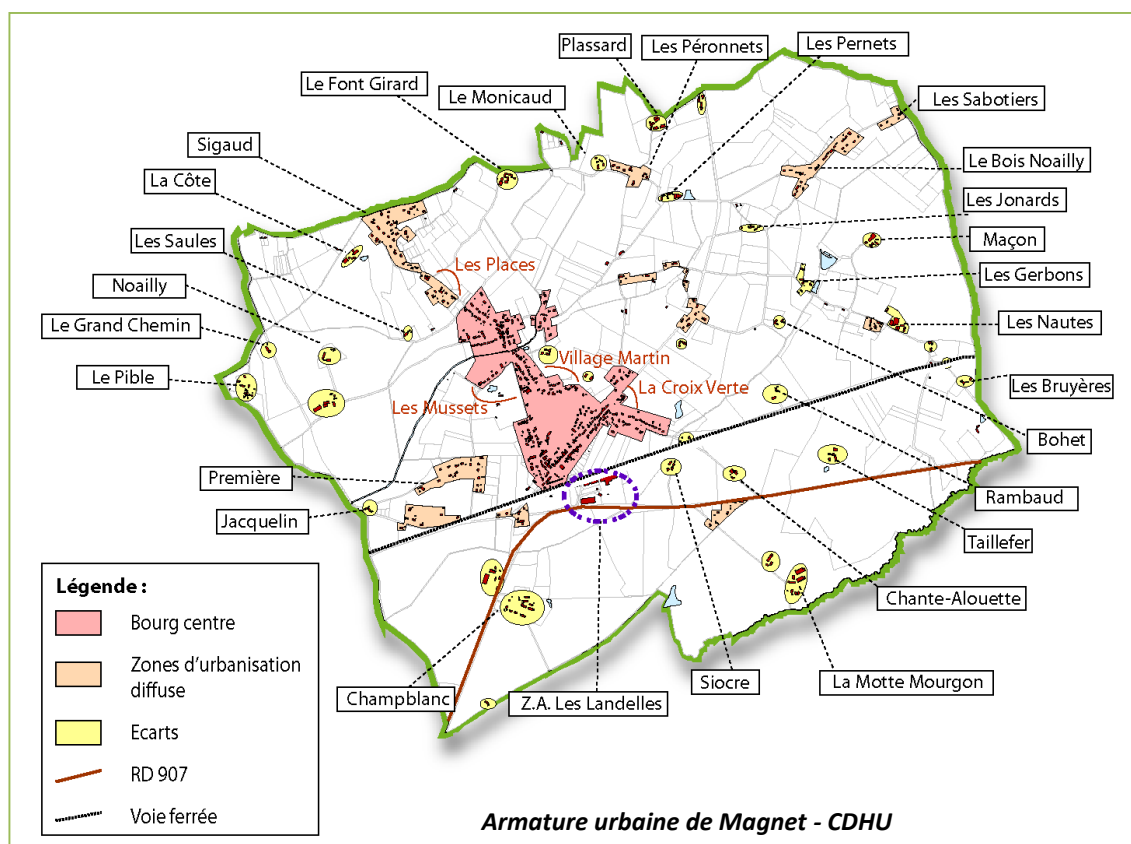 Plassard
Les Péronnets
Les Pernets
Le Font Girard
Le Monicaud
Les Sabotiers
Sigaud
Le Bois Noailly
La Côte
Les Jonards
Les Saules
Maçon
Les Places
Noailly
Les Gerbons
Le Grand Chemin
Les Nautes
Village Martin
Le Pible
La Croix Verte
Les Bruyères
Les Mussets
Bohet
Première
Rambaud
Jacquelin
Taillefer
Chante-Alouette
Siocre
La Motte Mourgon
Champblanc
Z.A. Les Landelles
Légende :
Bourg centre
Zones d'urbanisation
diffuse
Ecarts
RD 907
Voie ferrée
Armature urbaine de Magnet - CDHU